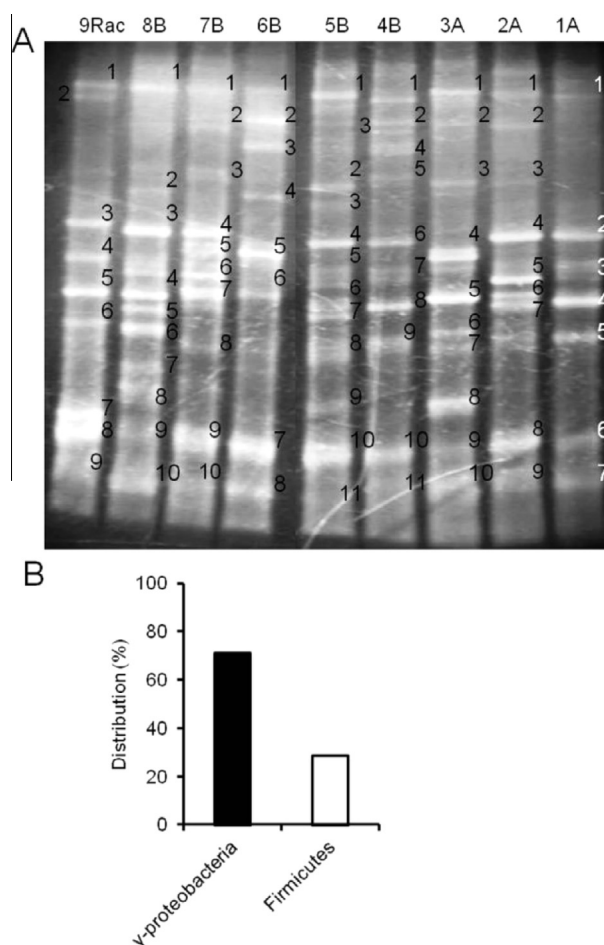 A
9Rac 8B 7B 6B 5B 4B 3A 2A 1A
1 1 1 1 1 1 1 1 1
2
2 2 3 2 2
3
3 4
2 3 2 5 3 3
4 3
3 3 4 4 6 4 4 2
4 5 5 5 7 5 3
5 4 6 6 6 8 5 6 4
7
6 5 7 6 7
6 8 8 9 7 5
7
8 9 8
7
8 9 9 7 10 10 9 8 6
9 10 10 8 11 11 10 9 7
B
100
80
60
40
20
0
Distribution (%)
γ-proteobacteria
Firmicutes